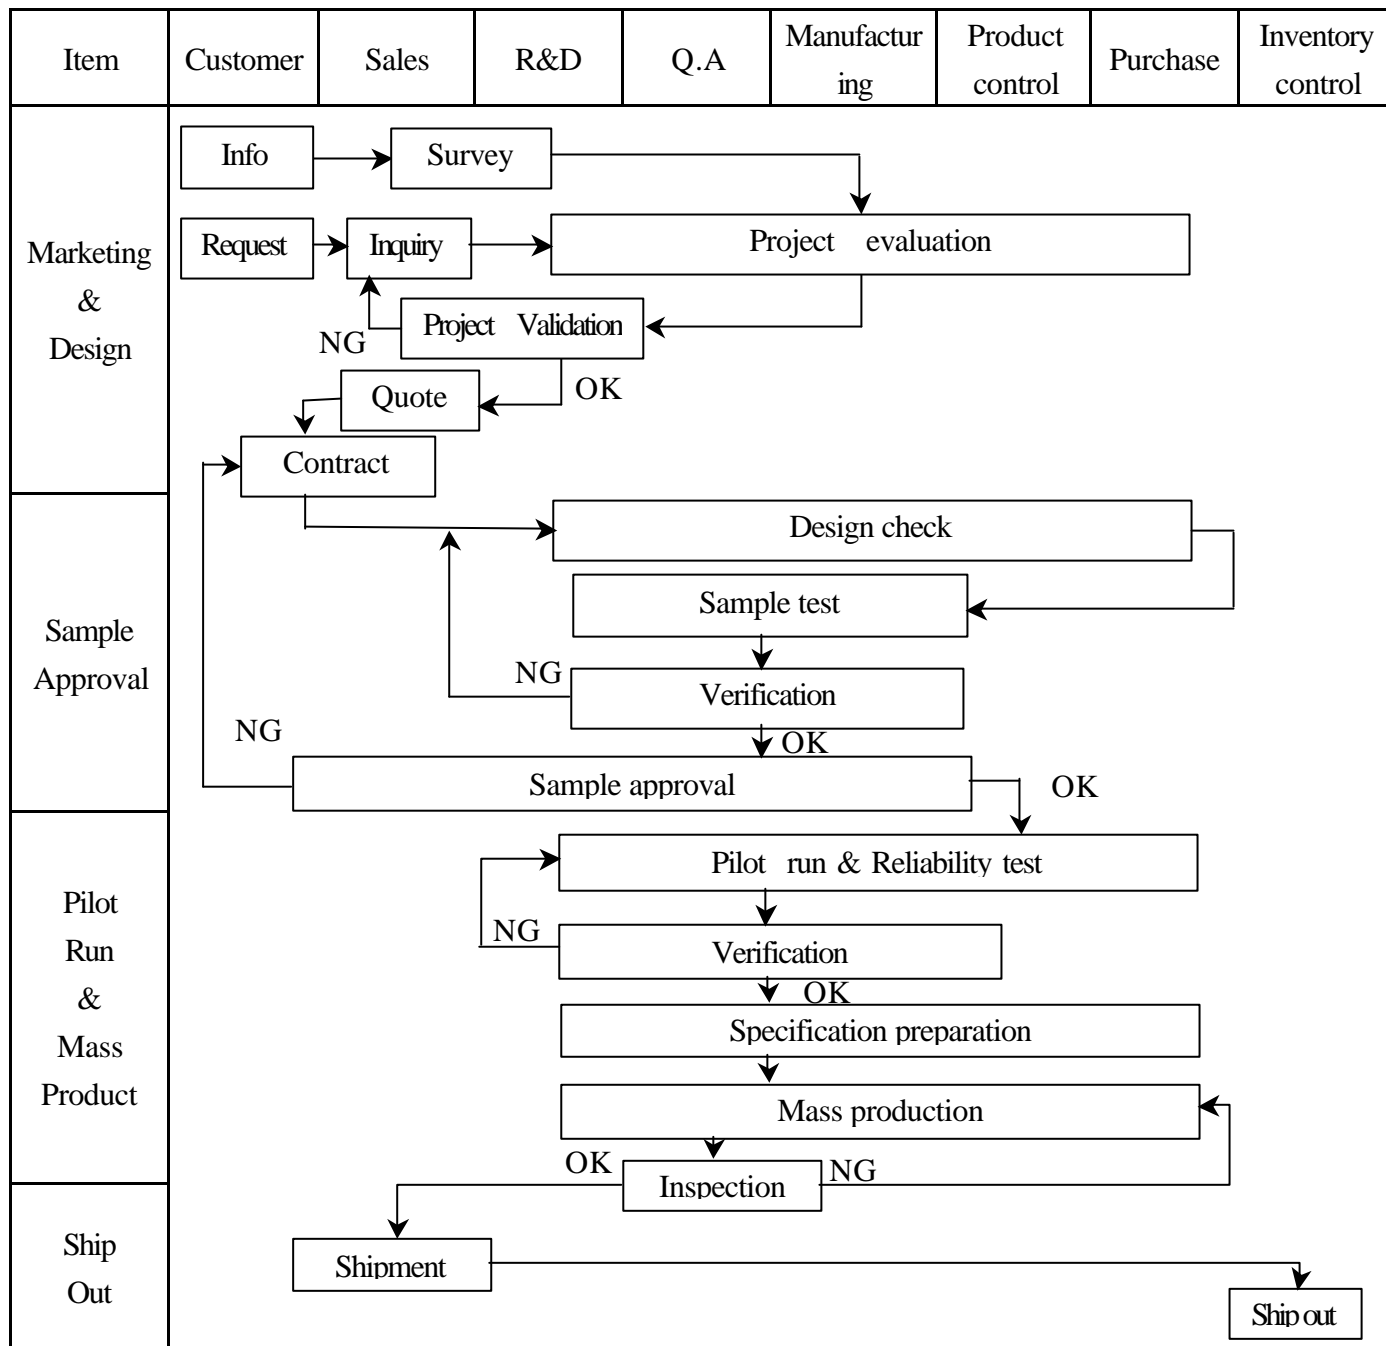 Item
Customer
Sales
R&D
Q.A
Manufactur
ing
Product
control
Purchase
Inventory
control
Marketing
&
Design
Info
Survey
Request
Inquiry
Project evaluation
Project Validation
NG
OK
Quote
Contract
Sample
Approval
Design check
Sample test
NG
Verification
OK
NG
Sample approval
OK
Pilot
Run
&
Mass
Product
Pilot run & Reliability test
NG
Verification
OK
Specification preparation
Mass production
OK
Inspection
NG
Ship
Out
Shipment
Ship out